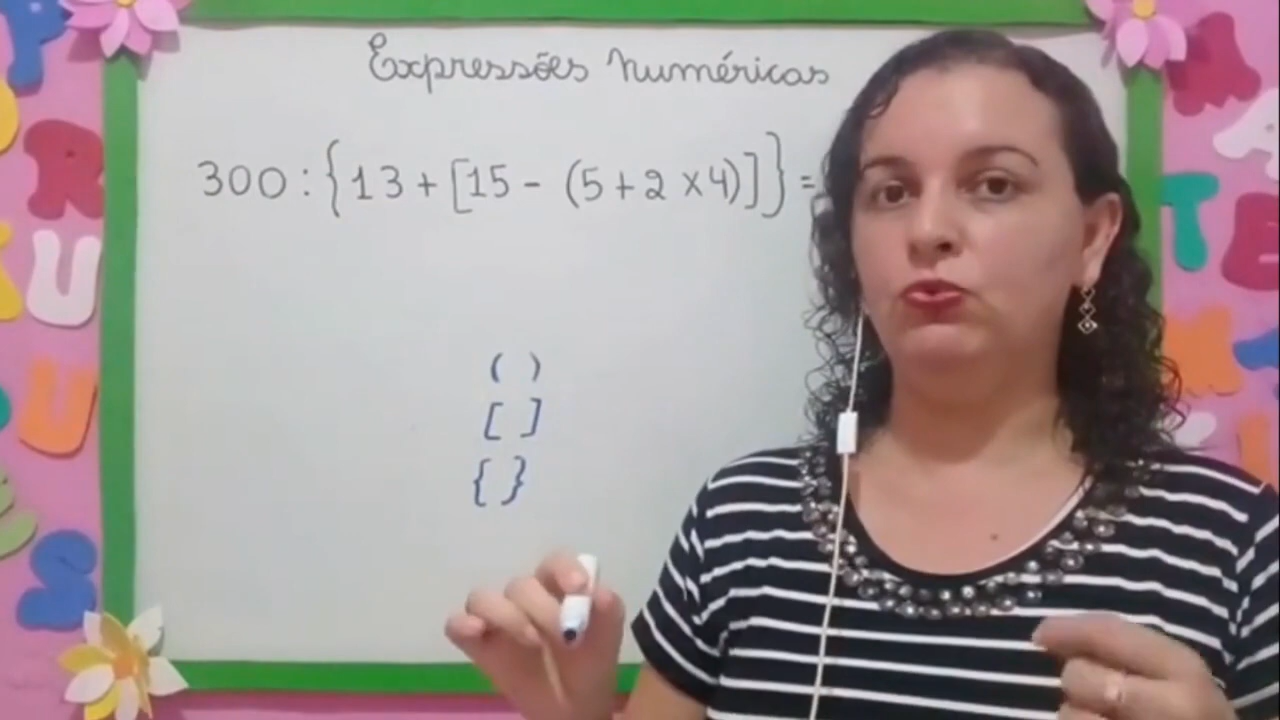 Expressões numéricas
300 : {13 + [15 - (5 + 2 x 4)]} =
( )
[ ]
{ }